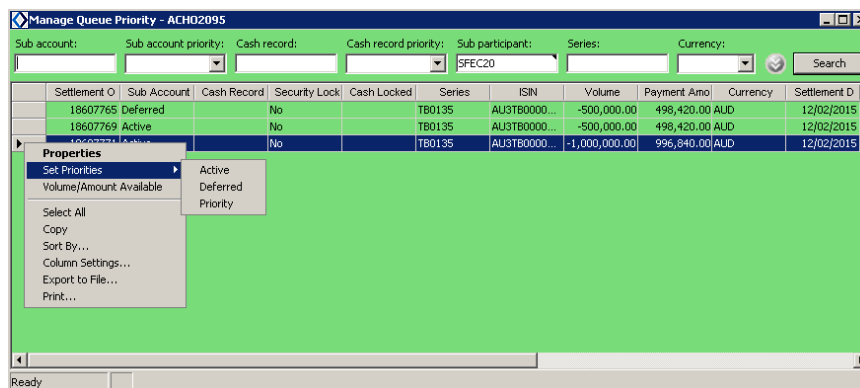 Manage Queue Priority - ACHO2095
Sub account: Sub account priority: Cash record: Cash record priority: Sub participant: Series: Currency:
SFEC20 Search
Settlement O Sub Account Cash Record Security Lock Cash Locked Series ISIN Volume Payment Amo Currency Settlement D
18607765 Deferred No TB0135 AU3TB0000... -500,000.00 498,420.00 AUD 12/02/2015
18607769 Active No TB0135 AU3TB0000... -500,000.00 498,420.00 AUD 12/02/2015
18607771 Active No TB0135 AU3TB0000... -1,000,000.00 996,840.00 AUD 12/02/2015
Properties
Set Priorities
Volume/Amount Available
Select All
Copy
Sort By...
Column Settings...
Export to File...
Print...
Active
Deferred
Priority
Ready